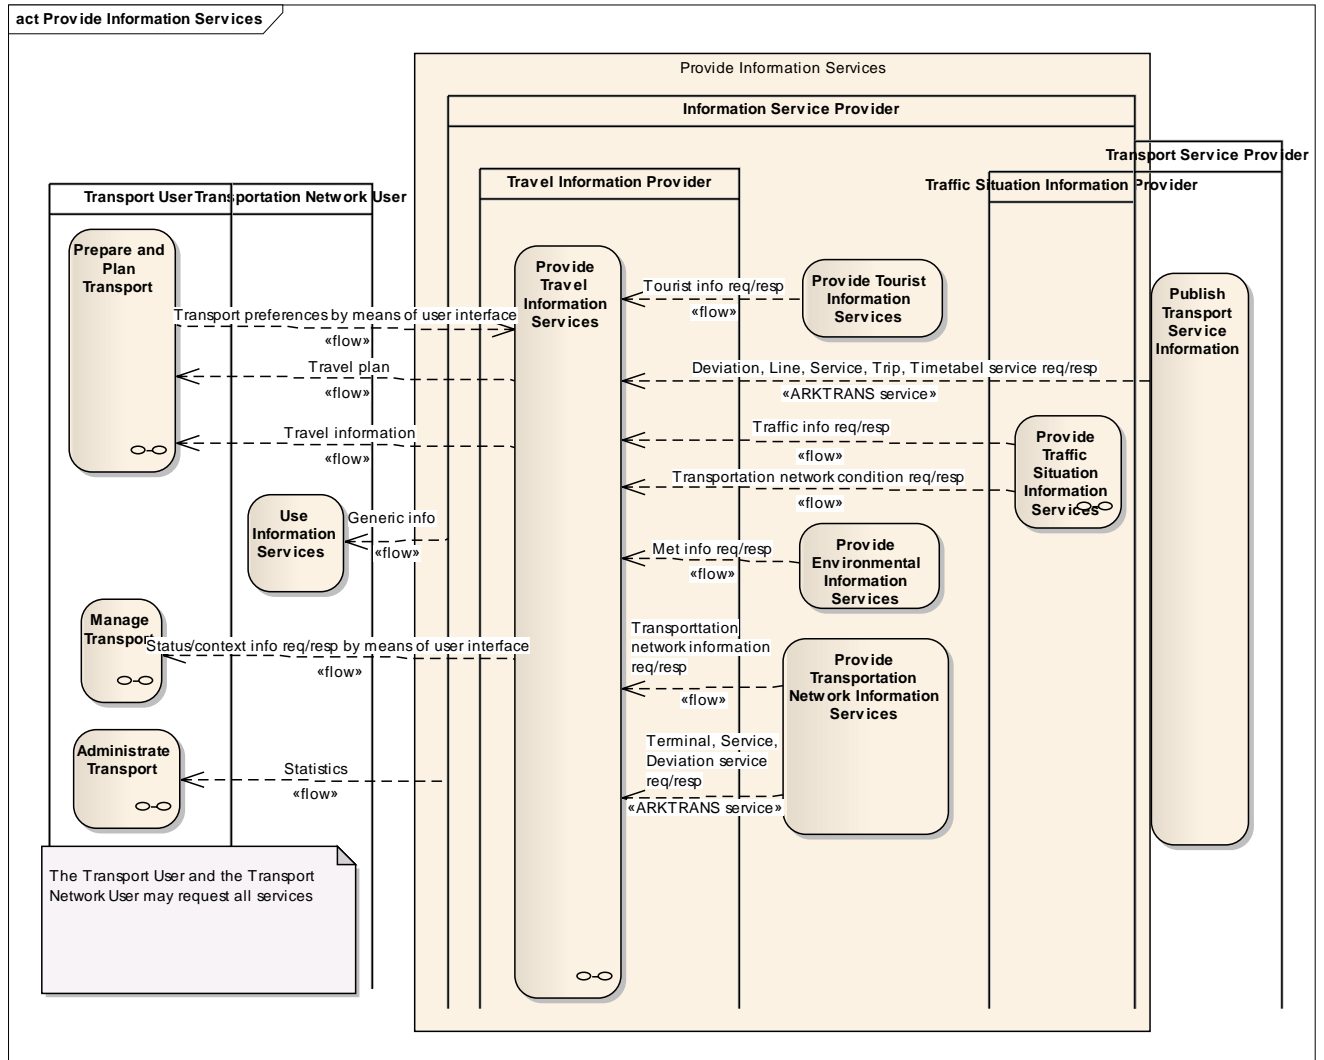 act Provide Information Services
Provide Information Services
Information Service Provider
Transport Service Provider
Travel Information Provider
Traffic Situation Information Provider
Transport User
Transportation Network User
Prepare and
Plan
Transport
Provide
Travel
Information
Services
Tourist info req/resp
«flow»
Provide Tourist
Information
Services
Publish
Transport
Service
Information
Transport preferences by means of user interface
«flow»
Travel plan
«flow»
Deviation, Line, Service, Trip, Timetabel service req/resp
«ARKTRANS service»
Travel information
«flow»
Traffic info req/resp
«flow»
Provide
Traffic
Situation
Information
Services
Transportation network condition req/resp
«flow»
Use
Information
Services
Generic info
«flow»
Met info req/resp
«flow»
Provide
Environmental
Information
Services
Manage
Transport
Status/context info req/resp by means of user interface
«flow»
Transporttation
network information
req/resp
«flow»
Provide
Transportation
Network Information
Services
Administrate
Transport
Statistics
«flow»
Terminal, Service,
Deviation service
req/resp
«ARKTRANS service»
The Transport User and the Transport
Network User may request all services